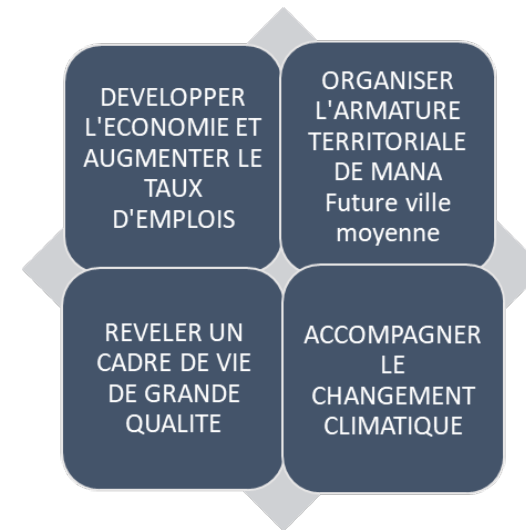 DEVELOPPER
L'ECONOMIE ET
AUGMENTER LE
TAUX
D'EMPLOIS
ORGANISER
L'ARMATURE
TERRITORIALE
DE MANA
Future ville
moyenne
REVELER UN
CADRE DE VIE
DE GRANDE
QUALITE
ACCOMPAGNER
LE
CHANGEMENT
CLIMATIQUE